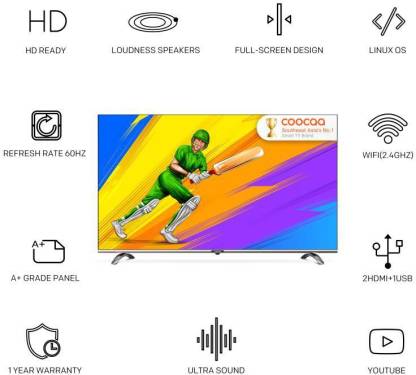 HD
HD READY
LOUDNESS SPEAKERS
FULL-SCREEN DESIGN
LINUX OS
REFRESH RATE 60HZ
coocaa
Southeast Asia's No.1
Smart TV Brand
WIFI(2.4GHZ)
A+
A+ GRADE PANEL
2HDMI+1USB
1 YEAR WARRANTY
ULTRA SOUND
YOUTUBE